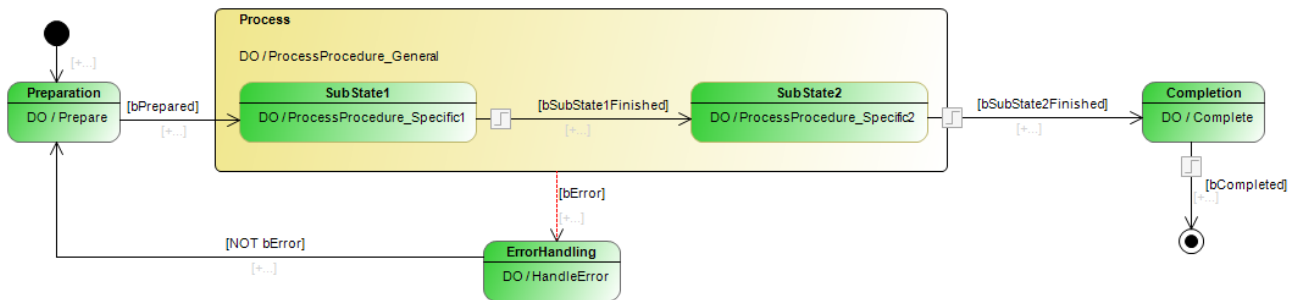 Process
DO / ProcessProcedure_General
[+...]
Preparation
DO / Prepare
[bPrepared]
[+...]
SubState1
DO / ProcessProcedure_Specific1
[bSubState1Finished]
[+...]
SubState2
DO / ProcessProcedure_Specific2
[bSubState2Finished]
[+...]
Completion
DO / Complete
[bCompleted]
[+...]
[bError]
[+...]
[NOT bError]
[+...]
ErrorHandling
DO / HandleError